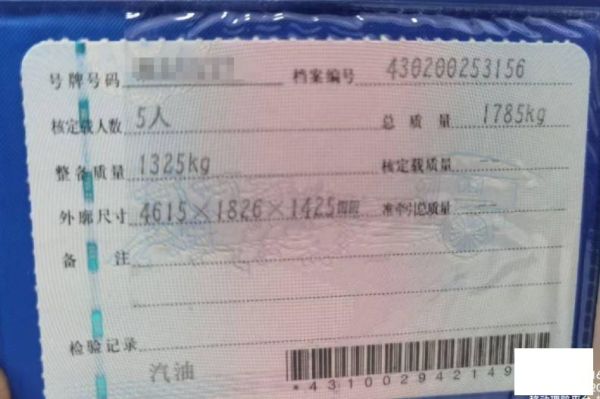 号牌号码 档案编号 430200253156
核定载人数 5人 总质量 1785kg
整备质量 1325kg 核定载质量
外廓尺寸 4615×1826×1425mm 准牵引总质量
备注
检验记录
汽油
*431002942149